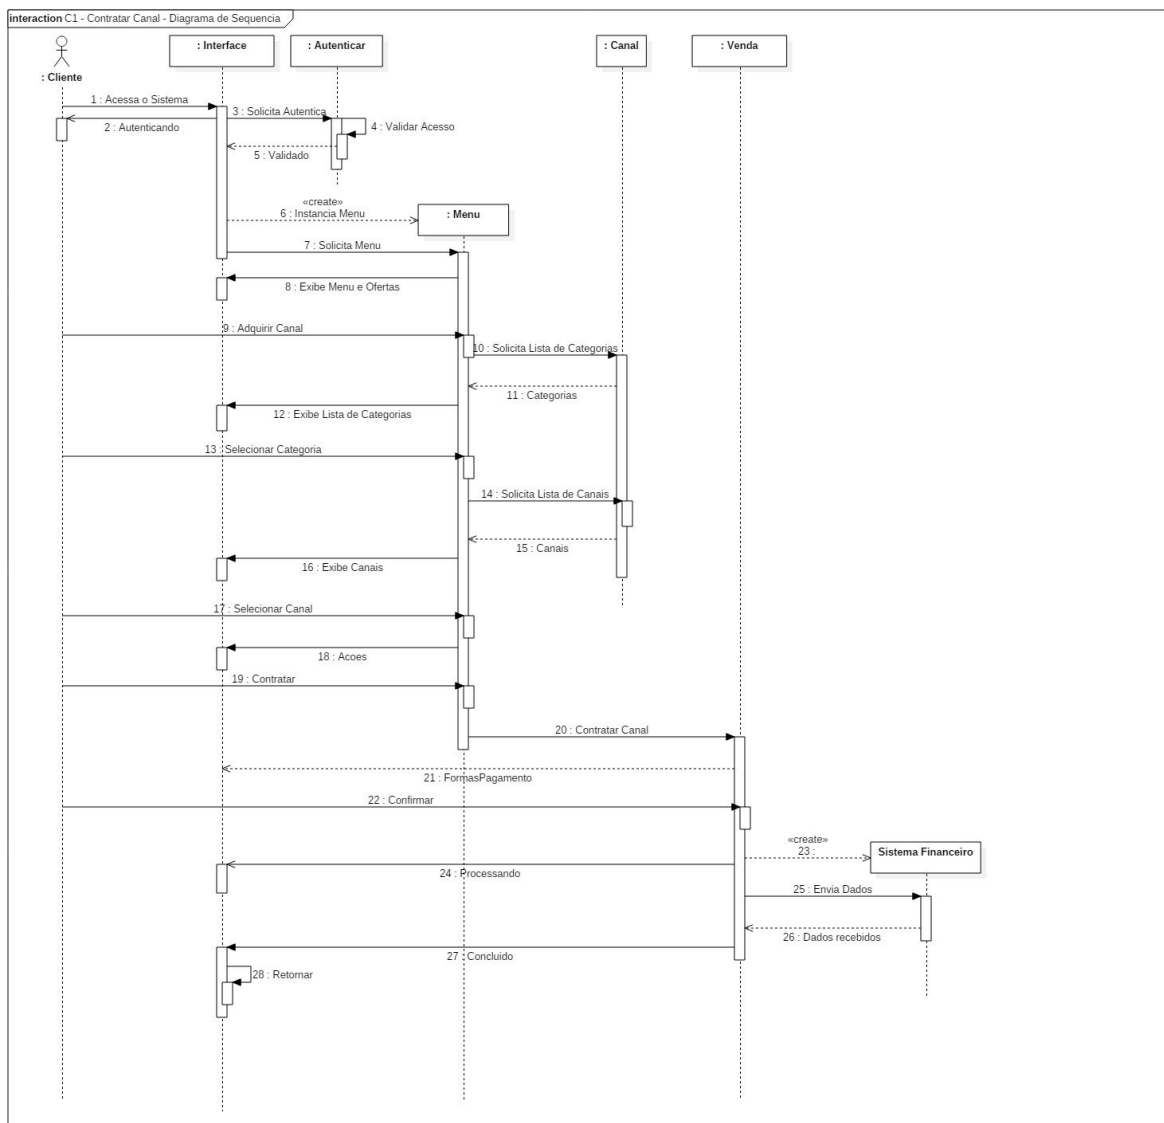 interaction C1 - Contratar Canal - Diagrama de Sequencia
: Cliente
: Interface
: Autenticar
: Canal
: Venda
1 : Acessa o Sistema
2 : Autenticando
3 : Solicita Autentica
4 : Validar Acesso
5 : Validado
«create»
6 : Instancia Menu
: Menu
7 : Solicita Menu
8 : Exibe Menu e Ofertas
9 : Adquirir Canal
10 : Solicita Lista de Categorias
11 : Categorias
12 : Exibe Lista de Categorias
13 : Selecionar Categoria
14 : Solicita Lista de Canais
15 : Canais
16 : Exibe Canais
17 : Selecionar Canal
18 : Acoes
19 : Contratar
20 : Contratar Canal
21 : FormasPagamento
22 : Confirmar
«create»
23 :
Sistema Financeiro
24 : Processando
25 : Envia Dados
26 : Dados recebidos
27 : Concluido
28 : Retornar